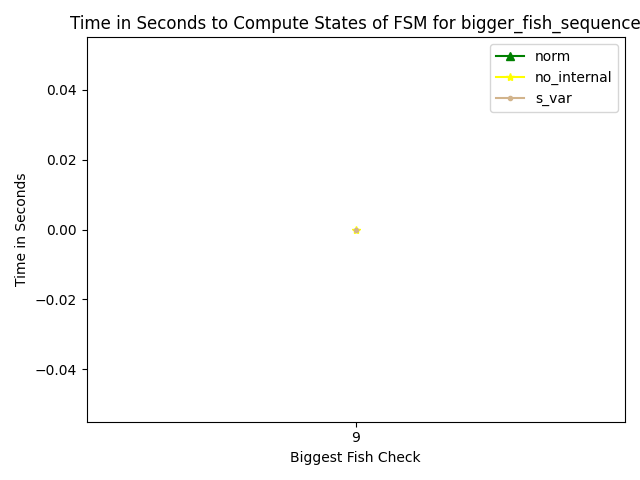 Time in Seconds to Compute States of FSM for bigger_fish_sequence
norm
no_internal
s_var
0.04
0.02
0.00
−0.02
−0.04
Time in Seconds
9
Biggest Fish Check